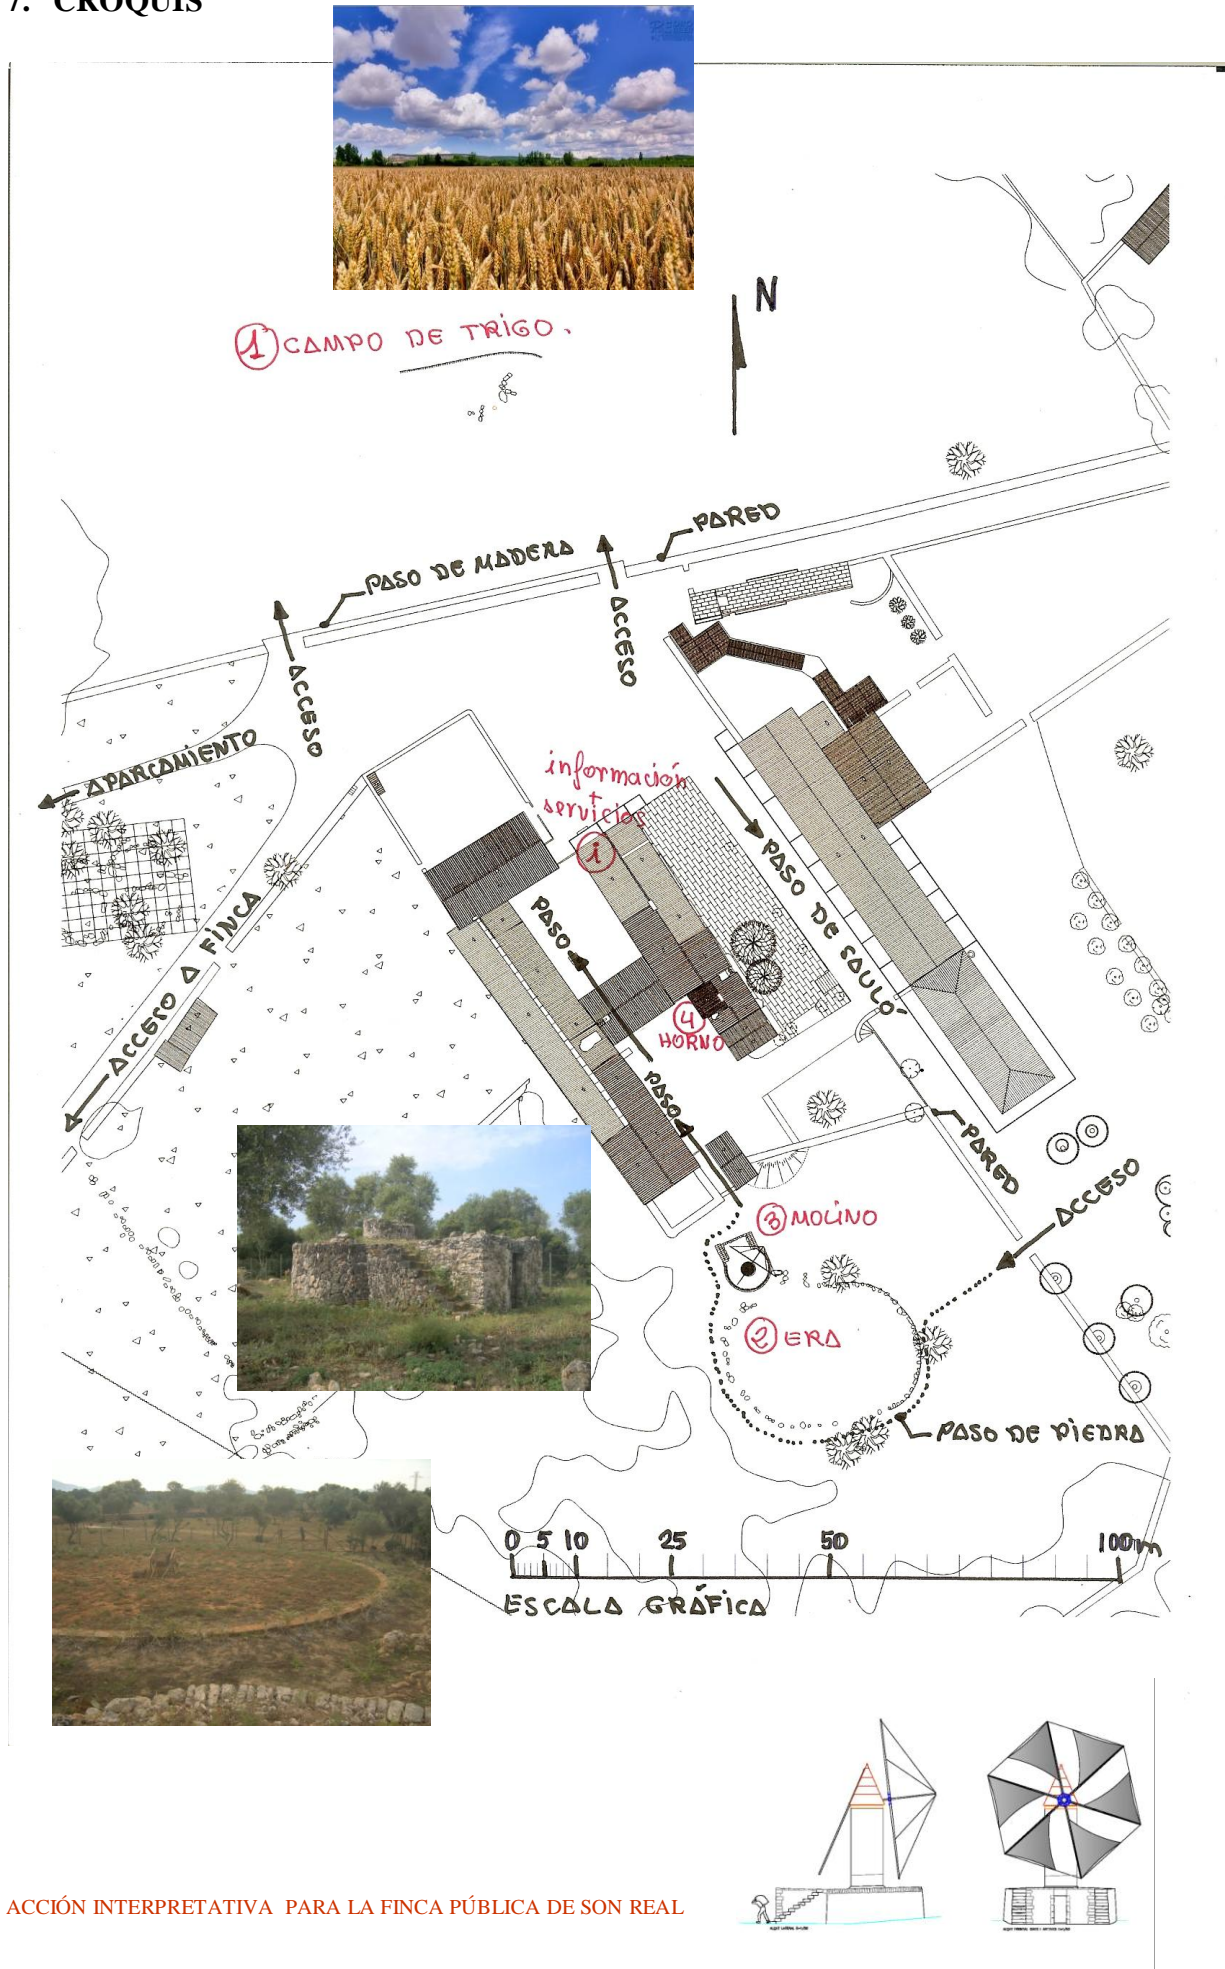 7. CROQUIS
N
1 CAMPO DE TRIGO.
PARED
PASO DE MADERA
ACCESO
ACCESO
APARCAMIENTO
información
+
servicios
i
PASO DE SAULÓ
PASO
ACCESO A FINCA
4
HORNO
PASO
PARED
ACCESO
3 MOLINO
2 ERA
PASO DE PIEDRA
0 5 10 25 50 100m
ESCALA GRÁFICA
ACCIÓN INTERPRETATIVA PARA LA FINCA PÚBLICA DE SON REAL